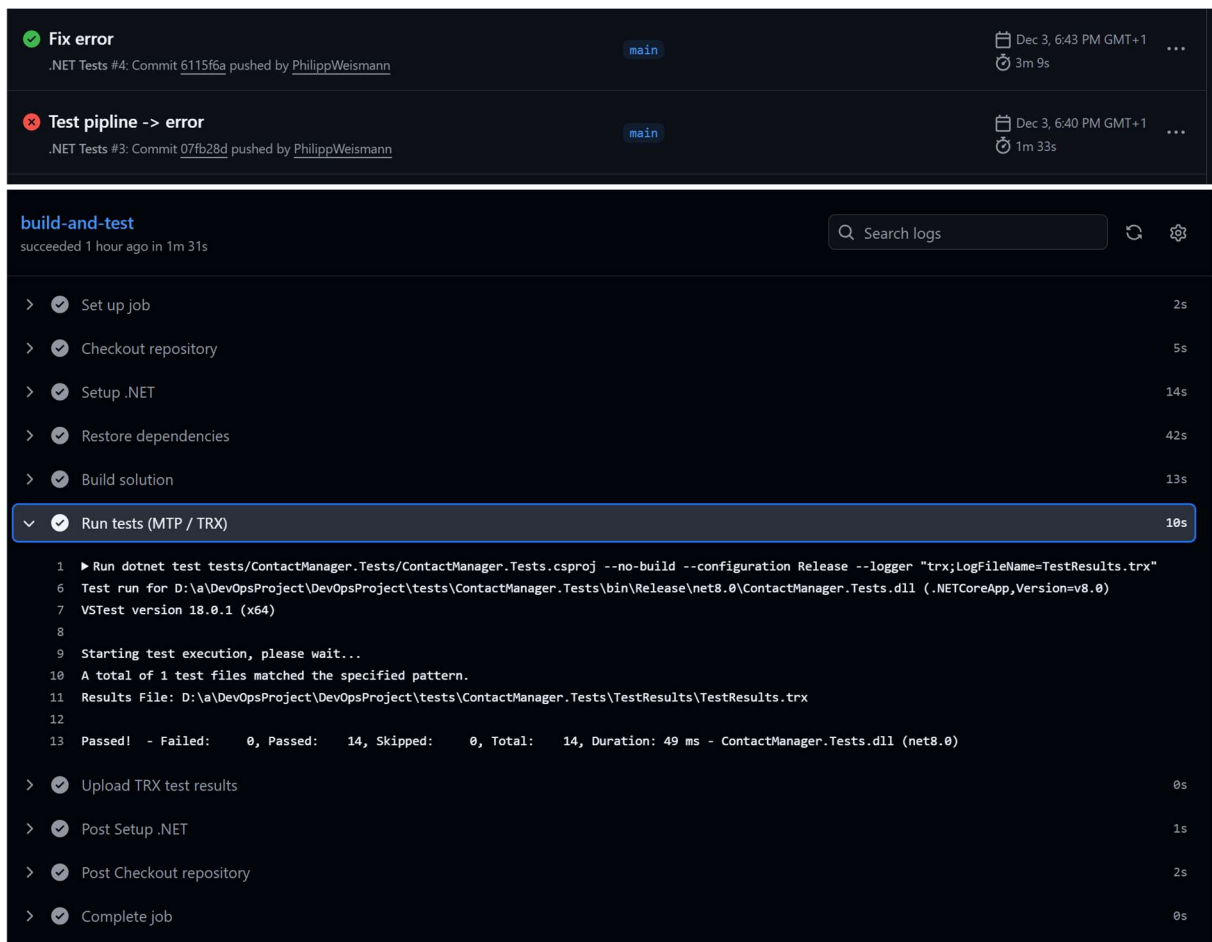 Fix error
main
Dec 3, 6:43 PM GMT+1
...
.NET Tests #4: Commit 6115f6a pushed by PhilippWeismann
3m 9s
Test pipline -> error
main
Dec 3, 6:40 PM GMT+1
...
.NET Tests #3: Commit 07fb28d pushed by PhilippWeismann
1m 33s
build-and-test
succeeded 1 hour ago in 1m 31s
Search logs
Set up job 2s
Checkout repository 5s
Setup .NET 14s
Restore dependencies 42s
Build solution 13s
Run tests (MTP / TRX) 10s
1 ▶Run dotnet test tests/ContactManager.Tests/ContactManager.Tests.csproj --no-build --configuration Release --logger "trx;LogFileName=TestResults.trx"
6 Test run for D:\a\DevOpsProject\DevOpsProject\tests\ContactManager.Tests\bin\Release\net8.0\ContactManager.Tests.dll (.NETCoreApp,Version=v8.0)
7 VSTest version 18.0.1 (x64)
8
9 Starting test execution, please wait...
10 A total of 1 test files matched the specified pattern.
11 Results File: D:\a\DevOpsProject\DevOpsProject\tests\ContactManager.Tests\TestResults\TestResults.trx
12
13 Passed!  - Failed:     0, Passed:    14, Skipped:     0, Total:    14, Duration: 49 ms - ContactManager.Tests.dll (net8.0)
Upload TRX test results 0s
Post Setup .NET 1s
Post Checkout repository 2s
Complete job 0s